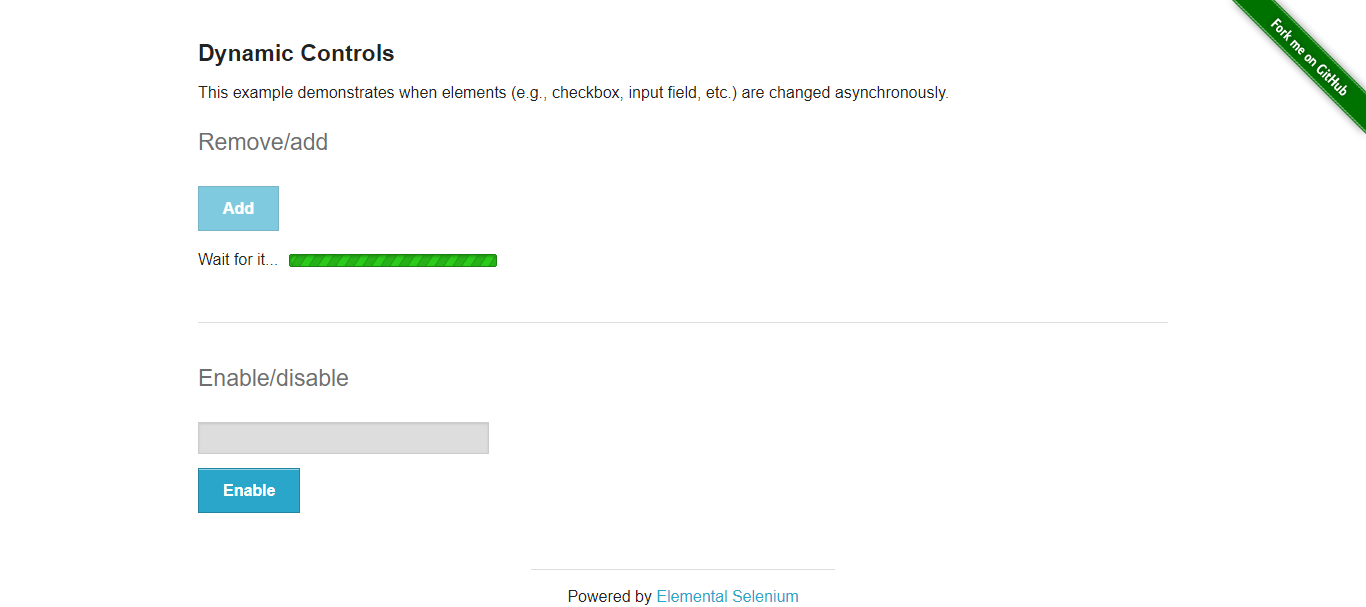 Fork me on GitHub
Dynamic Controls
This example demonstrates when elements (e.g., checkbox, input field, etc.) are changed asynchronously.
Remove/add
Add
Wait for it...
Enable/disable
Enable
Powered by Elemental Selenium